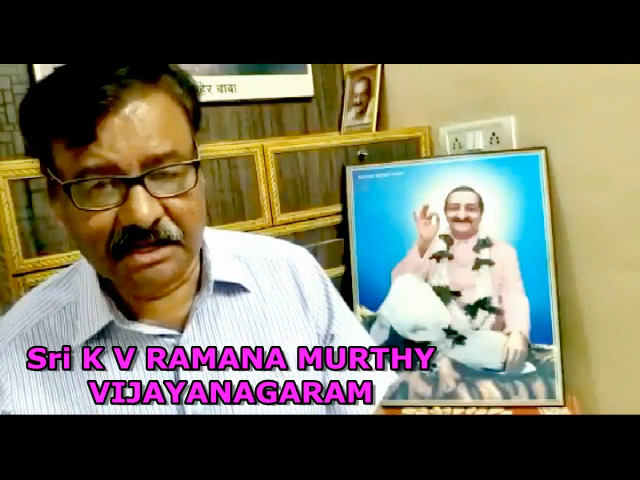 हेर बाबा
Sri K V RAMANA MURTHY
VIJAYANAGARAM